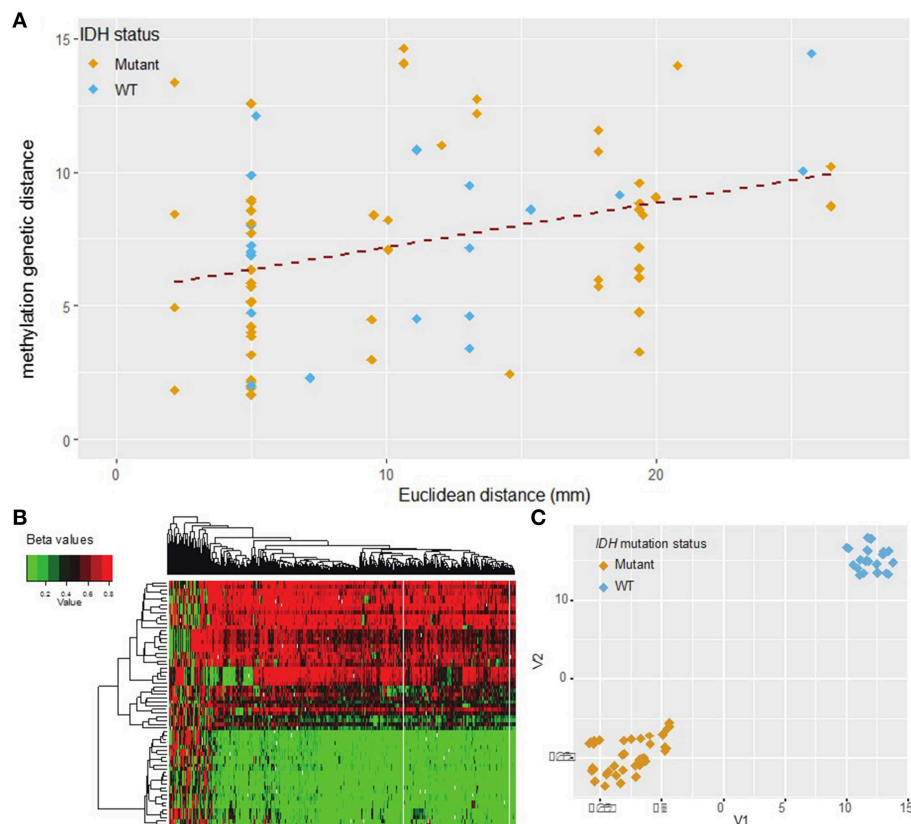 A
IDH status
Mutant
WT
methylation genetic distance
15
10
5
0
0
10
20
Euclidean distance (mm)
B
Beta values
0.2
0.4
0.6
0.8
Value
C
IDH mutation status
Mutant
WT
V2
10
0
0
5
10
15
V1